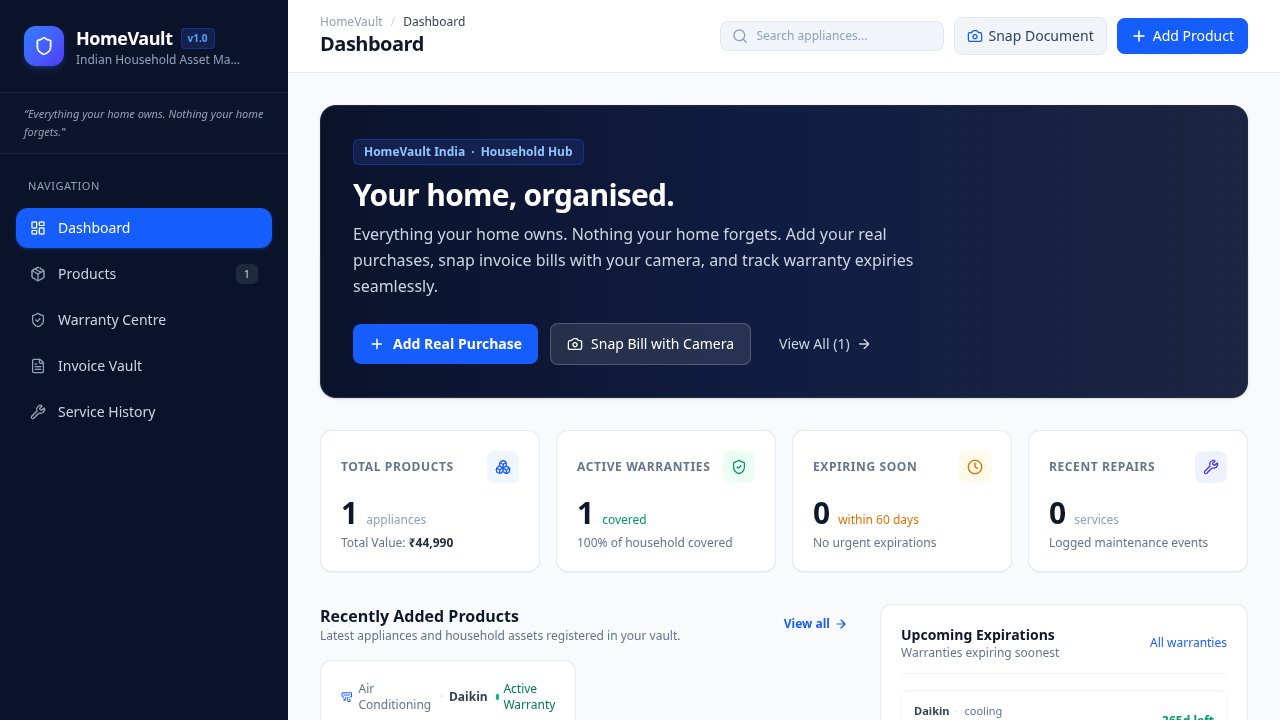 HomeVault v1.0
Indian Household Asset Ma...
“Everything your home owns. Nothing your home
forgets.”
NAVIGATION
Dashboard
Products 1
Warranty Centre
Invoice Vault
Service History
HomeVault / Dashboard
Dashboard
Search appliances...
Snap Document
Add Product
HomeVault India · Household Hub
Your home, organised.
Everything your home owns. Nothing your home forgets. Add your real
purchases, snap invoice bills with your camera, and track warranty expiries
seamlessly.
Add Real Purchase
Snap Bill with Camera
View All (1)
TOTAL PRODUCTS
1 appliances
Total Value: ₹44,990
ACTIVE WARRANTIES
1 covered
100% of household covered
EXPIRING SOON
0 within 60 days
No urgent expirations
RECENT REPAIRS
0 services
Logged maintenance events
Recently Added Products
Latest appliances and household assets registered in your vault.
View all
Air
Conditioning
· Daikin
Active
Warranty
Upcoming Expirations
Warranties expiring soonest
All warranties
Daikin · cooling
365d left